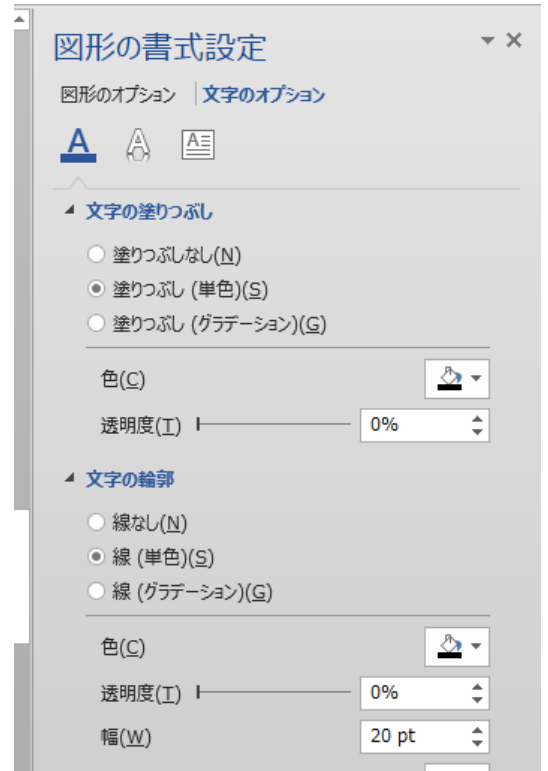 図形の書式設定
図形のオプション 文字のオプション
文字の塗りつぶし
塗りつぶしなし(N)
塗りつぶし (単色)(S)
塗りつぶし (グラデーション)(G)
色(C)
透明度(T) 0%
文字の輪郭
線なし(N)
線 (単色)(S)
線 (グラデーション)(G)
色(C)
透明度(T) 0%
幅(W) 20 pt